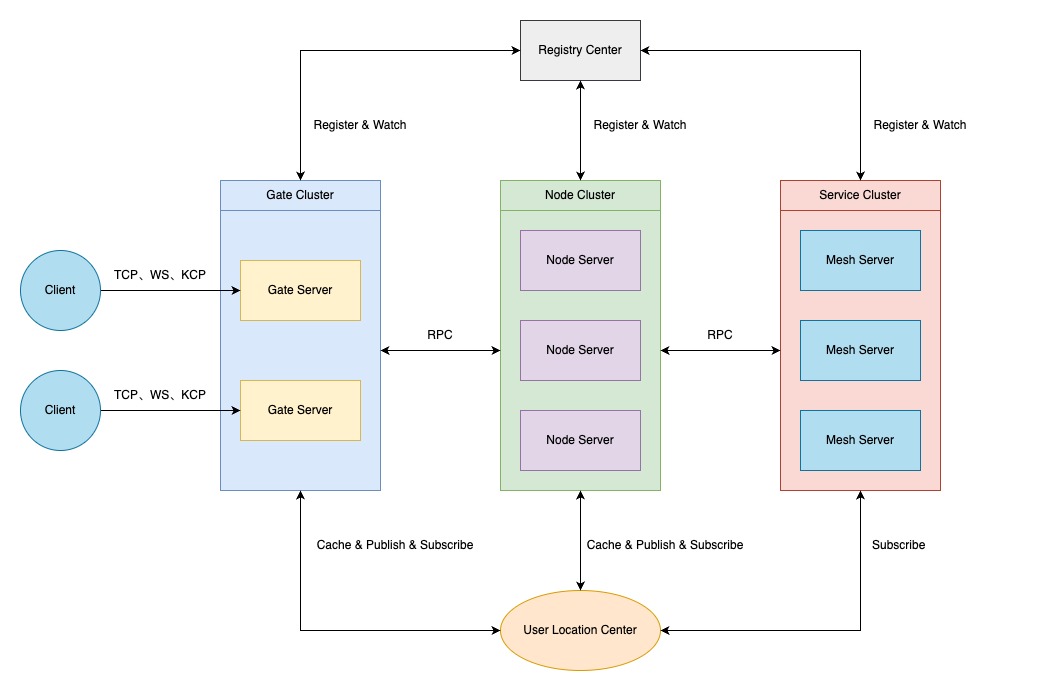 Registry Center
Register & Watch
Register & Watch
Register & Watch
Gate Cluster
Node Cluster
Service Cluster
Client
TCP、WS、KCP
Gate Server
Node Server
Mesh Server
RPC
Node Server
RPC
Mesh Server
Client
TCP、WS、KCP
Gate Server
Node Server
Mesh Server
Cache & Publish & Subscribe
Cache & Publish & Subscribe
Subscribe
User Location Center